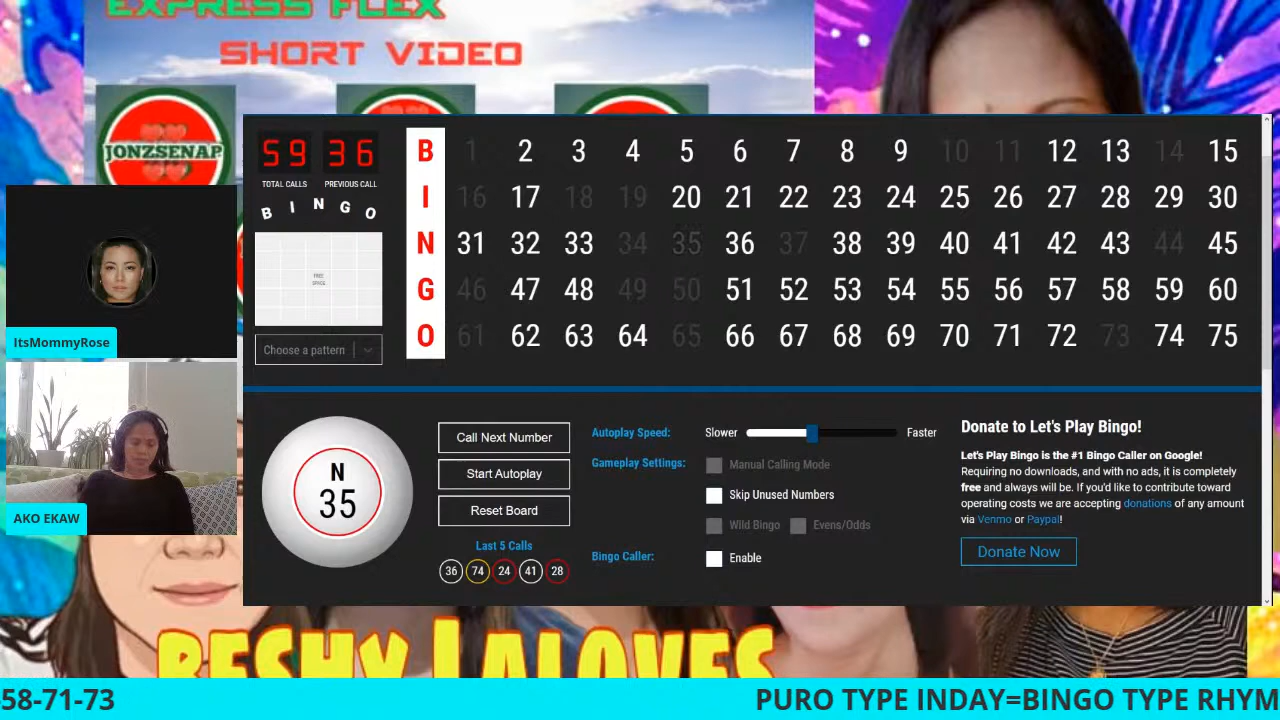 EXPRESS FLEX
SHORT VIDEO
JONZSENAP
59 36
TOTAL CALLS PREVIOUS CALL
B I N G O
FREE SPACE
Choose a pattern
B 1 2 3 4 5 6 7 8 9 10 11 12 13 14 15
I 16 17 18 19 20 21 22 23 24 25 26 27 28 29 30
N 31 32 33 34 35 36 37 38 39 40 41 42 43 44 45
G 46 47 48 49 50 51 52 53 54 55 56 57 58 59 60
O 61 62 63 64 65 66 67 68 69 70 71 72 73 74 75
ItsMommyRose
AKO EKAW
N
35
Call Next Number
Start Autoplay
Reset Board
Last 5 Calls
36 74 24 41 28
Autoplay Speed: Slower Faster
Gameplay Settings: Manual Calling Mode
Skip Unused Numbers
Wild Bingo Evens/Odds
Bingo Caller: Enable
Donate to Let's Play Bingo!
Let's Play Bingo is the #1 Bingo Caller on Google!
Requiring no downloads, and with no ads, it is completely
free and always will be. If you'd like to contribute toward
operating costs we are accepting donations of any amount
via Venmo or Paypal!
Donate Now
BESHY LALOVES
58-71-73 PURO TYPE INDAY=BINGO TYPE RHYM